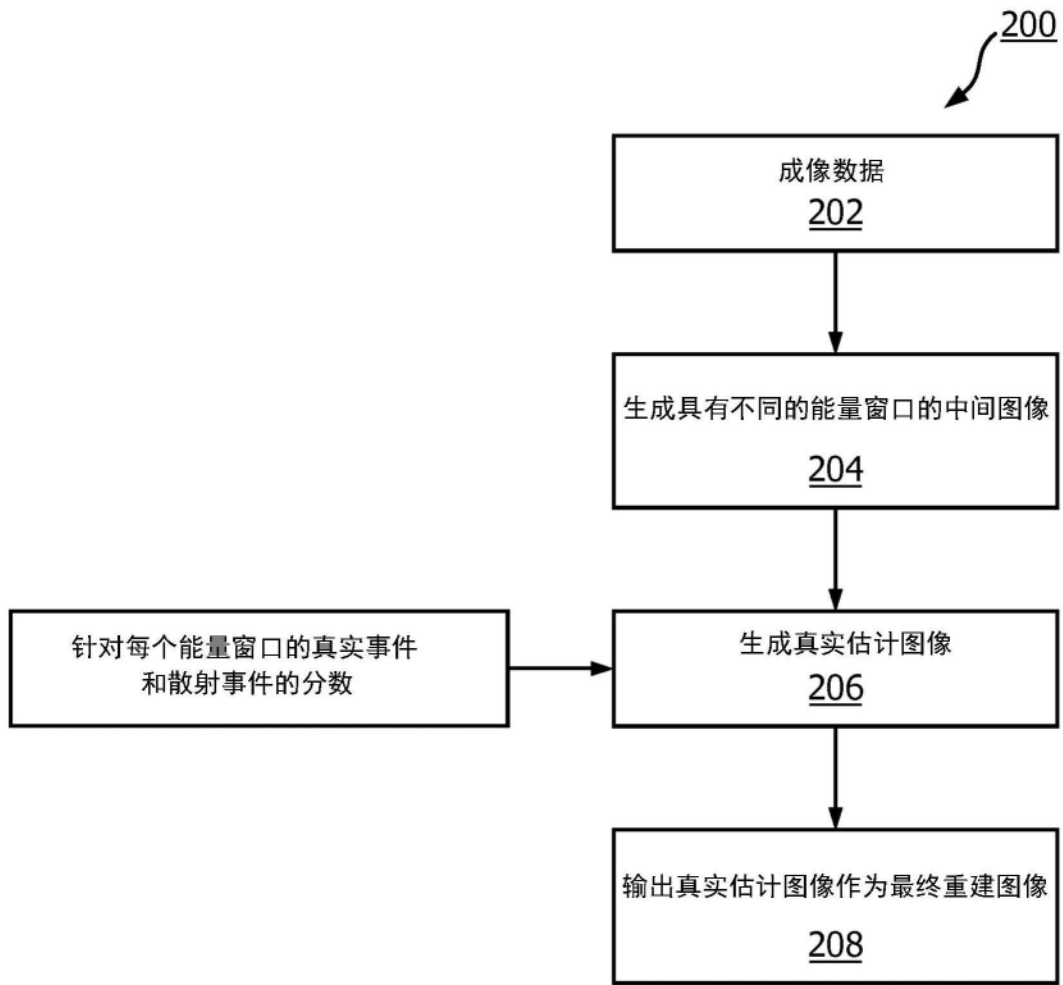 200
成像数据
202
生成具有不同的能量窗口的中间图像
204
针对每个能量窗口的真实事件
和散射事件的分数
生成真实估计图像
206
输出真实估计图像作为最终重建图像
208